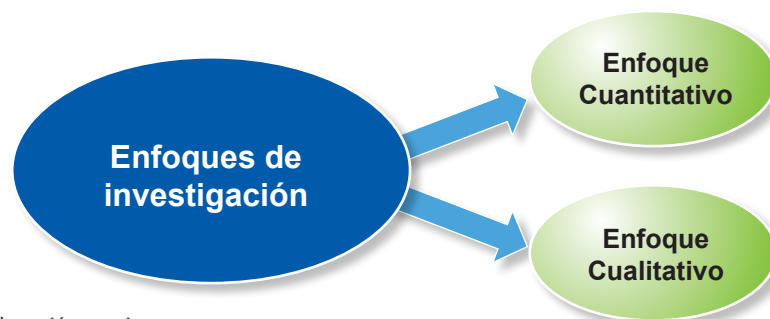 Enfoques de
investigación
Enfoque
Cuantitativo
Enfoque
Cualitativo